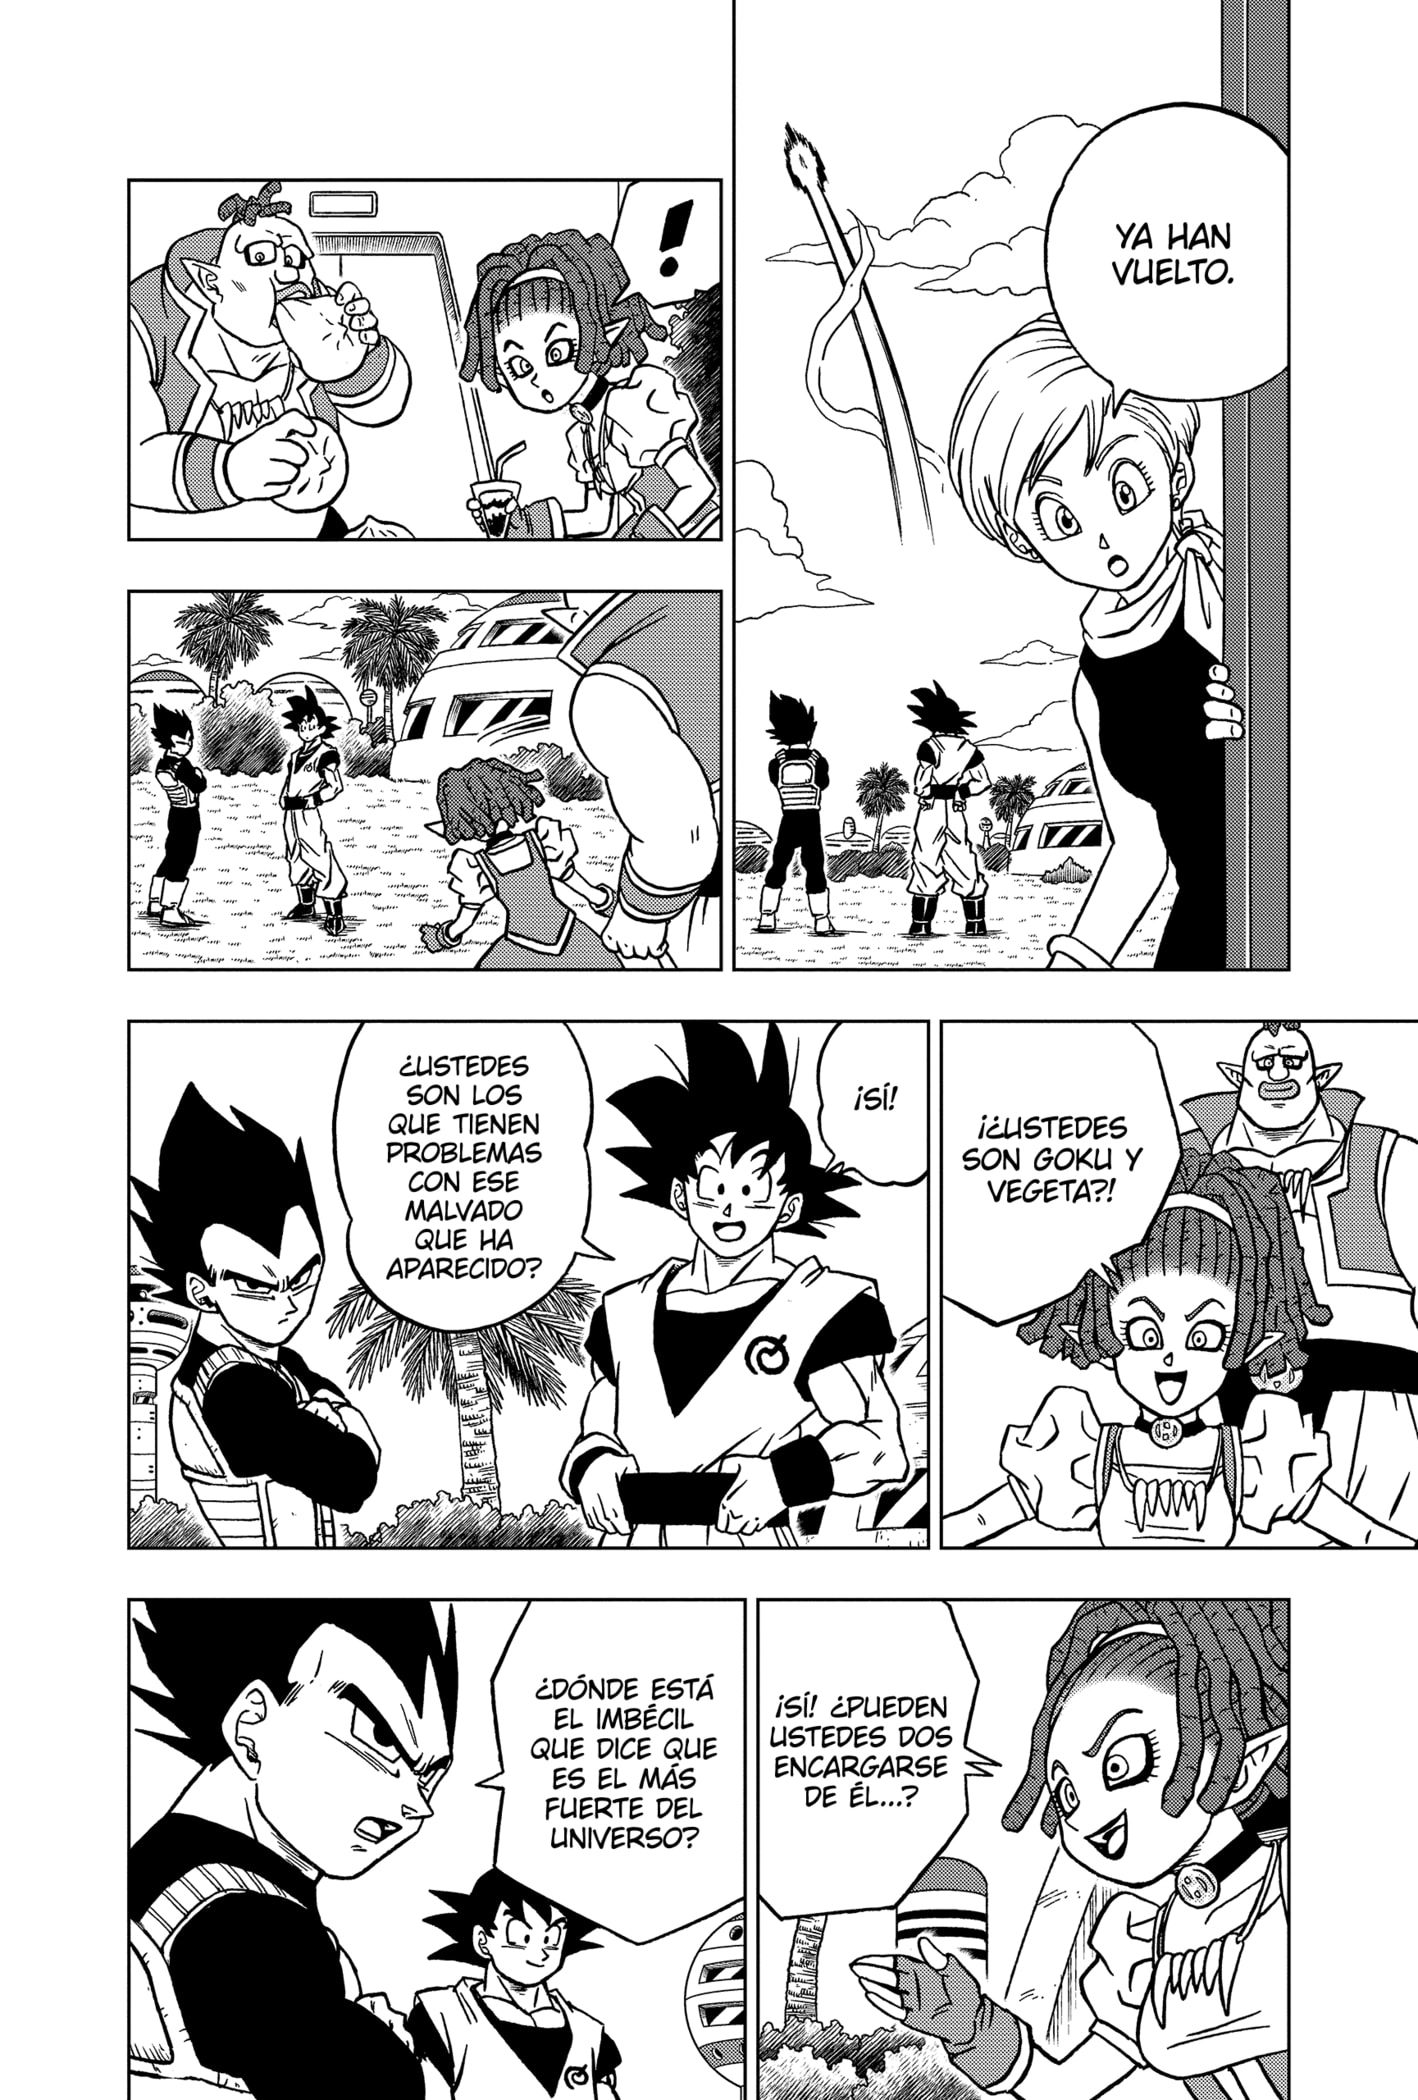 YA HAN
VUELTO.
!
¡¿USTEDES
SON GOKU Y
VEGETA?!
¡SÍ!
¿USTEDES
SON LOS
QUE TIENEN
PROBLEMAS
CON ESE
MALVADO
QUE HA
APARECIDO?
¡SÍ! ¿PUEDEN
USTEDES DOS
ENCARGARSE
DE ÉL...?
¿DÓNDE ESTÁ
EL IMBÉCIL
QUE DICE QUE
ES EL MÁS
FUERTE DEL
UNIVERSO?